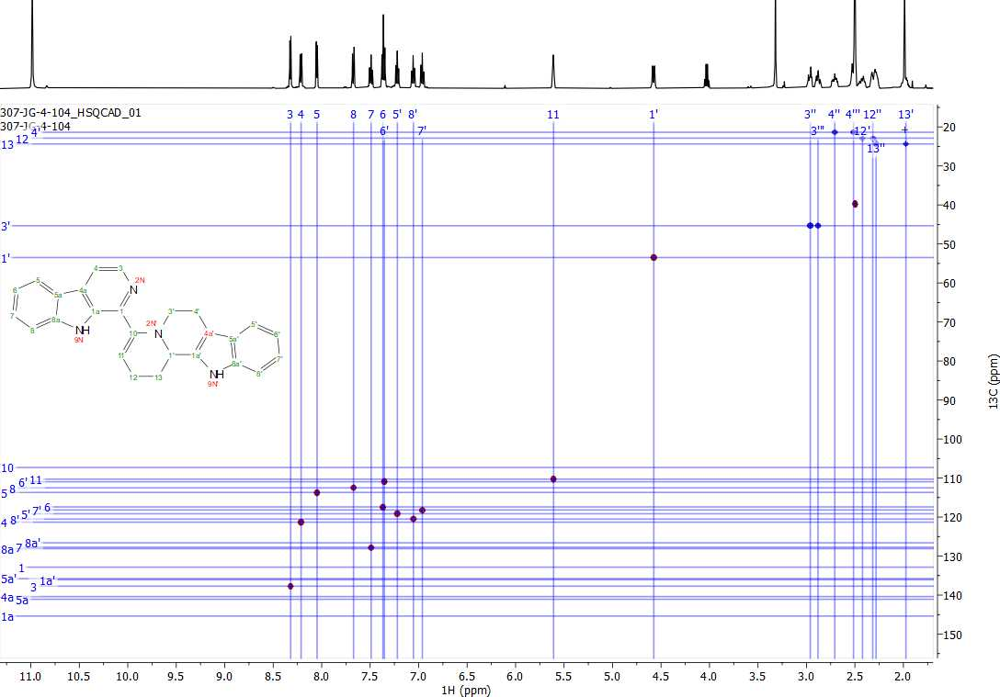 307-JG-4-104_HSQCAD_01
307-JG-4-104
3 4 5 8 7 6 5' 8' 11 1' 3'' 4'' 4''' 12'' 13'
6' 7' 3''' 12' 13''
13 12 4'
3'
1'
10
5 8 6' 11
4 8' 5' 7' 6
8a 7 8a'
1
5a' 3 1a'
4a 5a
1a
4 3
5 4a 2N
6 5a N
7 8a 1a 1
8 NH 10 2N' N 3' 4'
9N 11 1' 1a' 4a' 5a' 5' 6'
12 13 NH 8a' 8' 7'
9N'
20
30
40
50
60
70
80
90
100
110
120
130
140
150
13C (ppm)
11.0 10.5 10.0 9.5 9.0 8.5 8.0 7.5 7.0 6.5 6.0 5.5 5.0 4.5 4.0 3.5 3.0 2.5 2.0
1H (ppm)